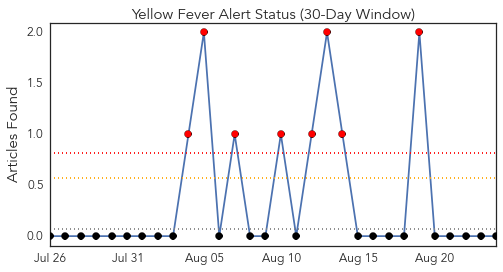 Yellow Fever Alert Status (30-Day Window)
Articles Found
2.0
1.5
1.0
0.5
0.0
Jul 26 Jul 31 Aug 05 Aug 10 Aug 15 Aug 20